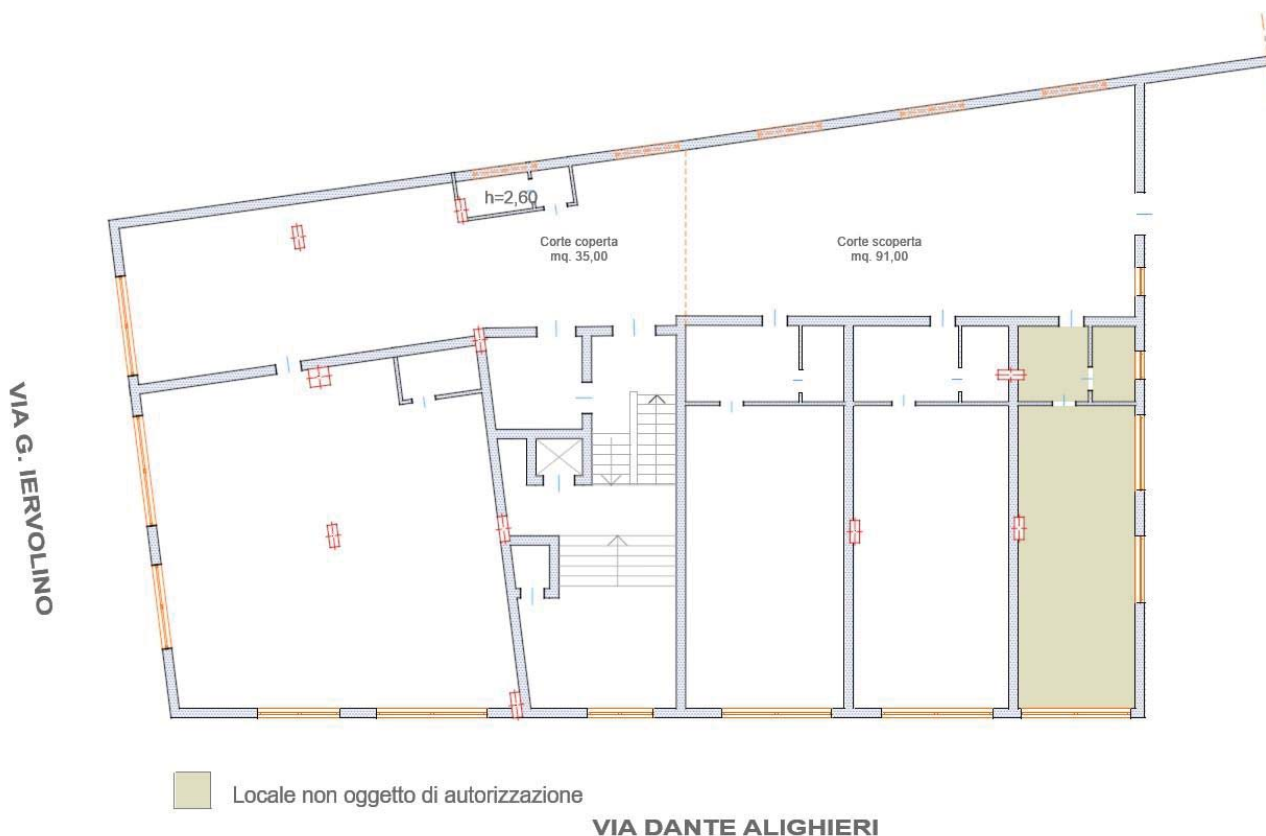 h=2,60
Corte coperta
mq. 35,00
Corte scoperta
mq. 91,00
VIA G. IERVOLINO
Locale non oggetto di autorizzazione
VIA DANTE ALIGHIERI